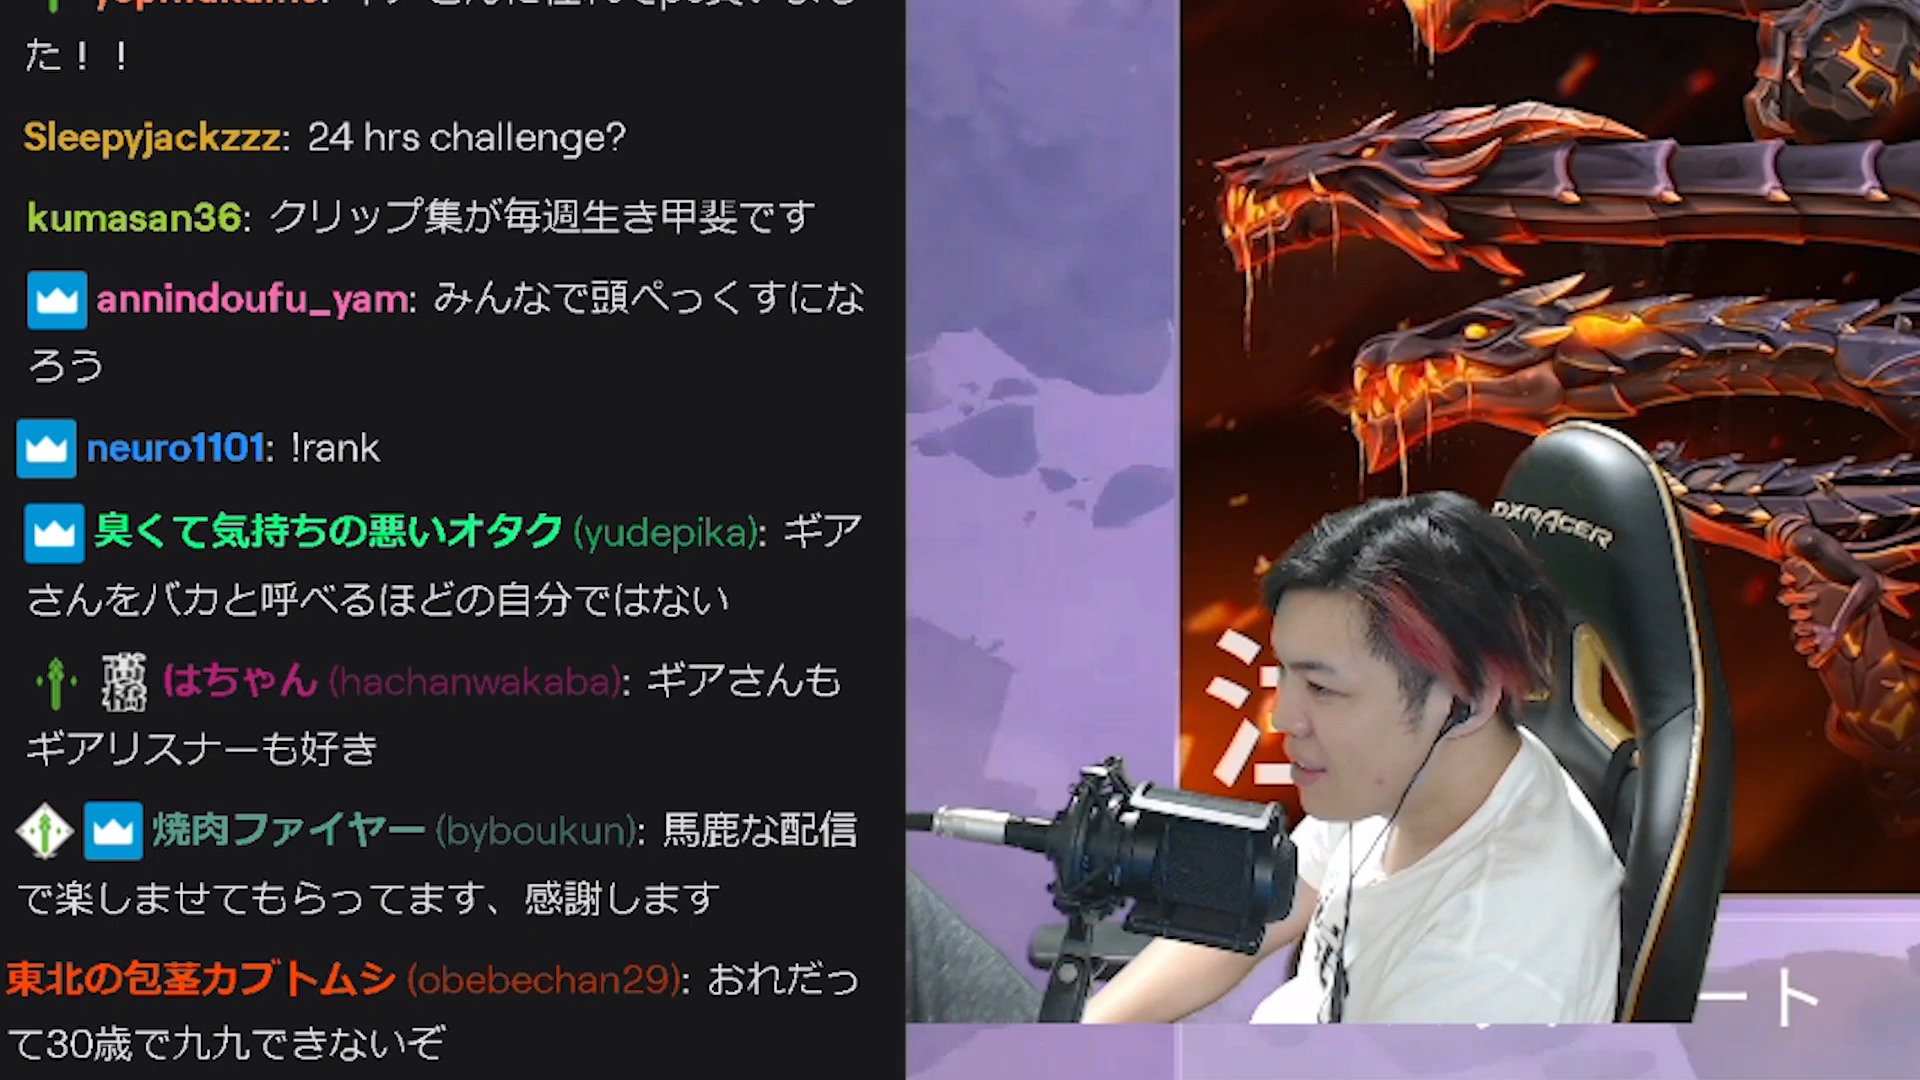 た！！
Sleepyjackzzz: 24 hrs challenge?
kumasan36: クリップ集が毎週生き甲斐です
annindoufu_yam: みんなで頭ぺっくすにな
ろう
neuro1101: !rank
臭くて気持ちの悪いオタク (yudepika): ギア
さんをバカと呼べるほどの自分ではない
高橋 はちゃん (hachanwakaba): ギアさんも
ギアリスナーも好き
焼肉ファイヤー (byboukun): 馬鹿な配信
で楽しませてもらってます、感謝します
東北の包茎カブトムシ (obebechan29): おれだっ
て30歳で九九できないぞ
DXRACER
ート